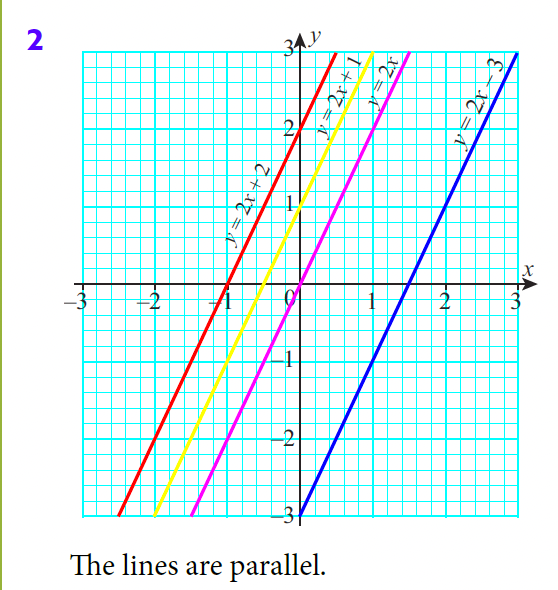 2
y
3
y = 2x + 2
y = 2x + 1
y = 2x
y = 2x – 3
2
1
x
–3
–2
–1
0
1
2
3
–1
–2
–3
The lines are parallel.